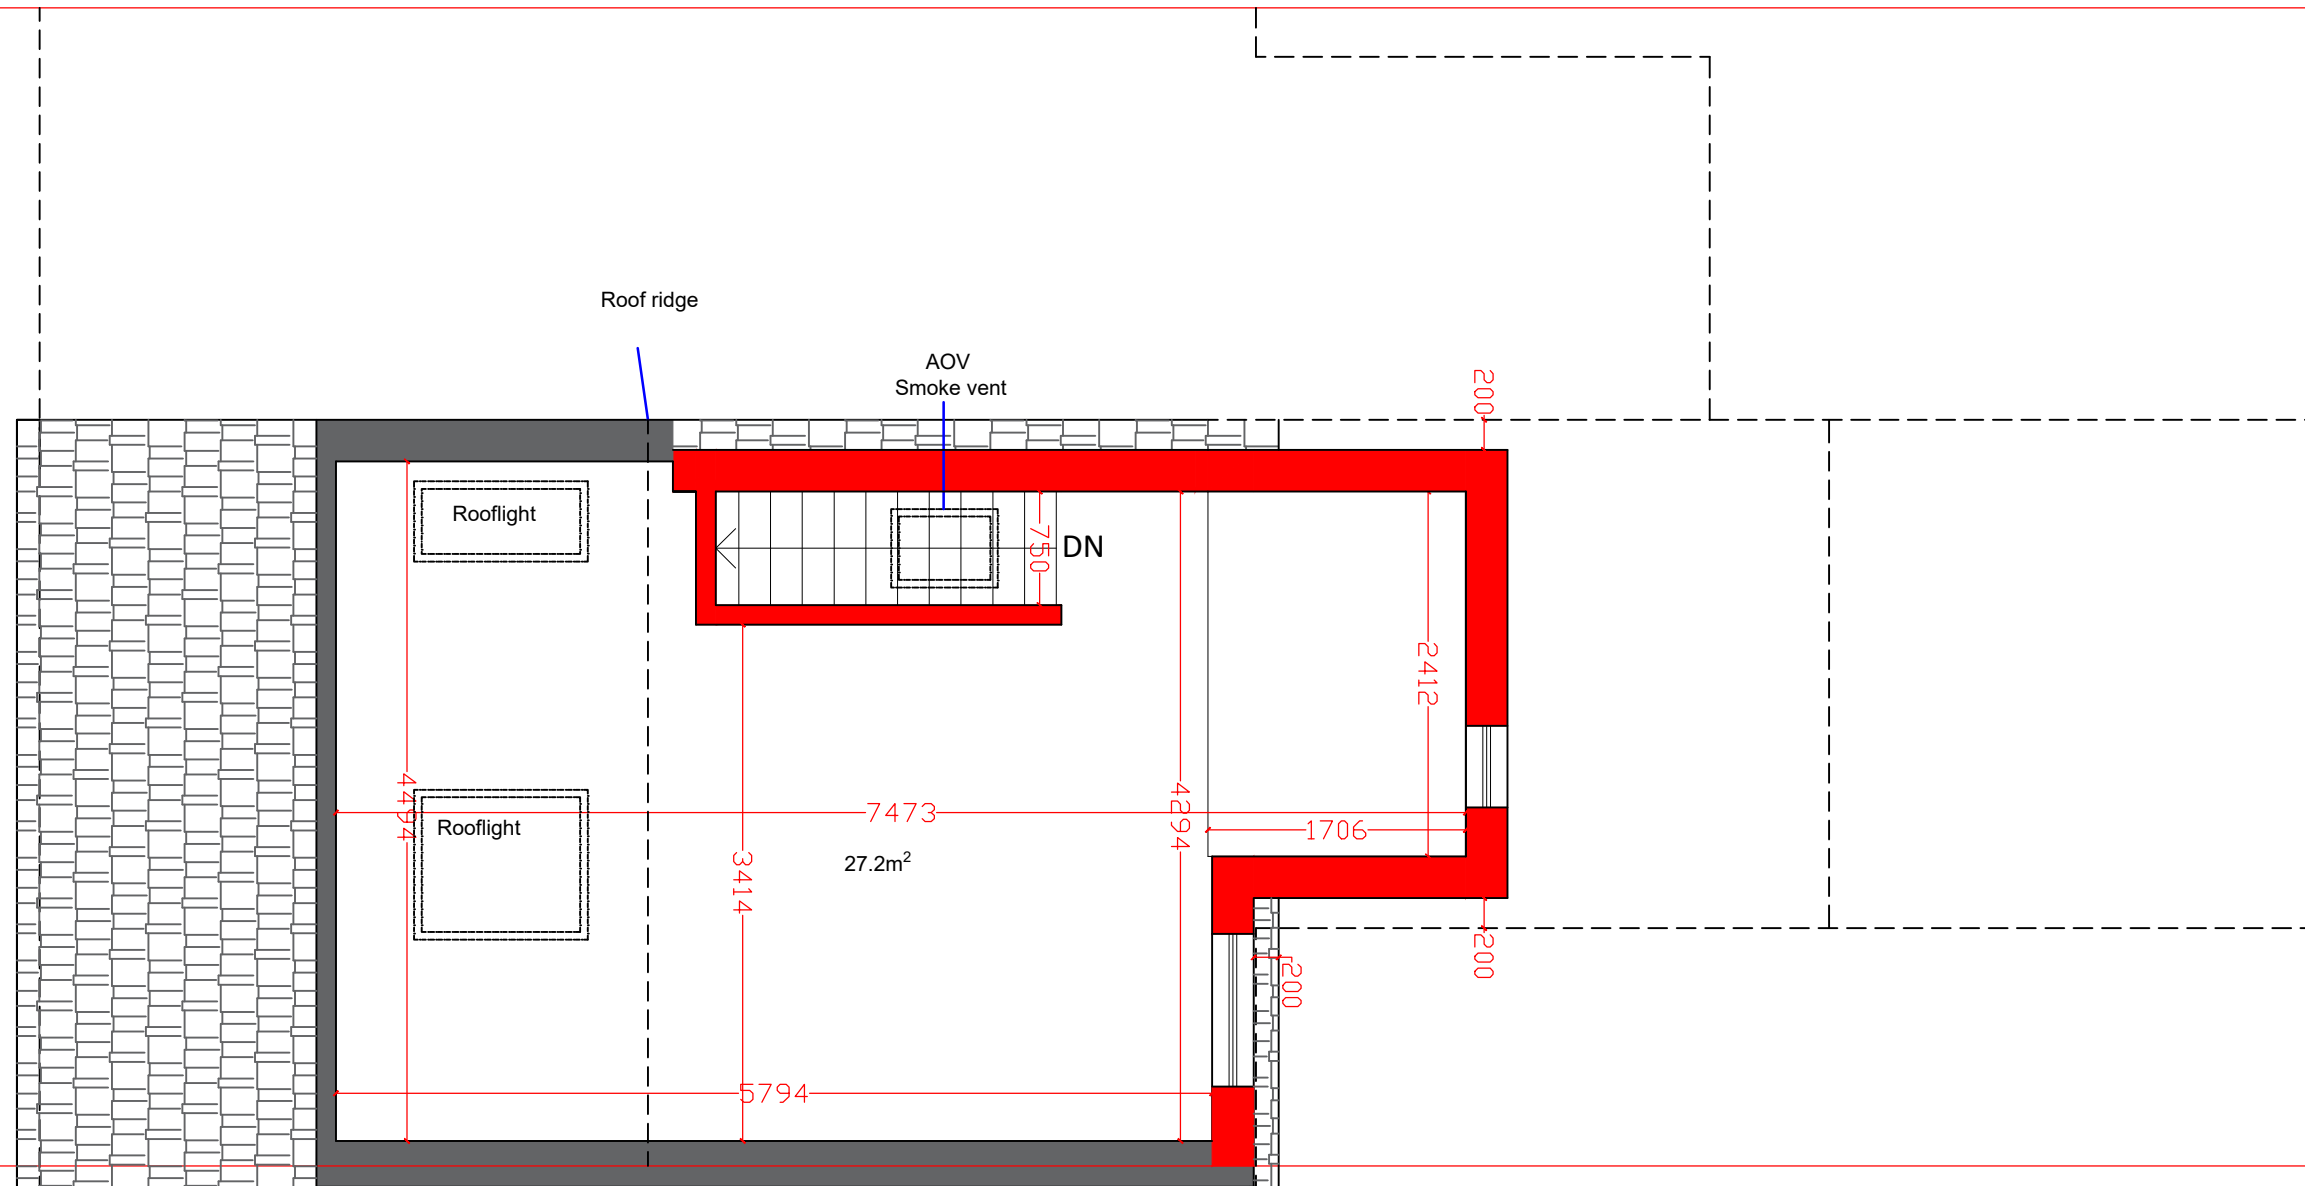 Roof ridge
AOV
Smoke vent
200
Rooflight
750
DN
2412
4494
7473
4294
1706
Rooflight
3414
27.2m²
200
200
5794